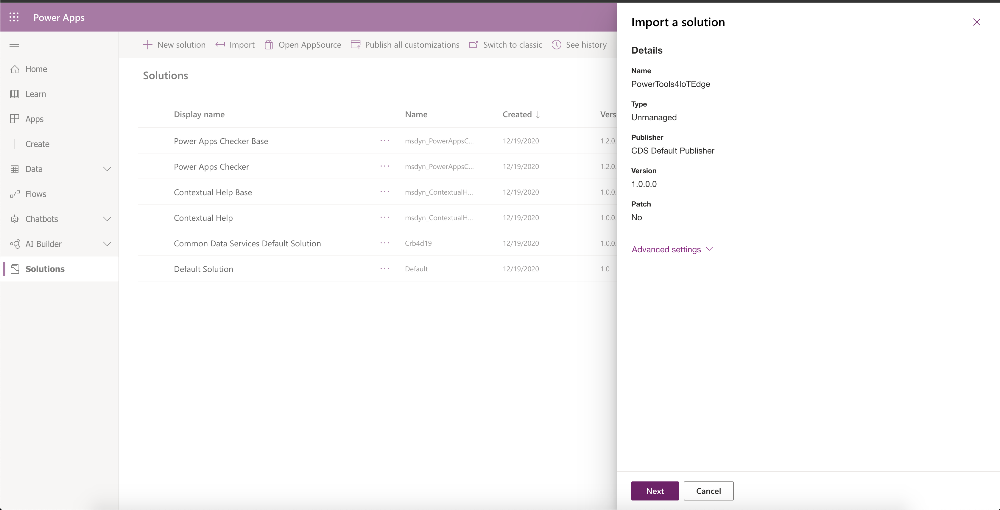 Power Apps
Home
Learn
Apps
Create
Data
Flows
Chatbots
AI Builder
Solutions
New solution Import Open AppSource Publish all customizations Switch to classic See history
Solutions
Display name Name Created Vers
Power Apps Checker Base ... msdyn_PowerAppsC... 12/19/2020 1.2.0.
Power Apps Checker ... msdyn_PowerAppsC... 12/19/2020 1.2.0.
Contextual Help Base ... msdyn_ContextualH... 12/19/2020 1.0.0.
Contextual Help ... msdyn_ContextualH... 12/19/2020 1.0.0.
Common Data Services Default Solution ... Crb4d19 12/19/2020 1.0.0.
Default Solution ... Default 12/19/2020 1.0
Import a solution
Details
Name
PowerTools4IoTEdge
Type
Unmanaged
Publisher
CDS Default Publisher
Version
1.0.0.0
Patch
No
Advanced settings
Next Cancel